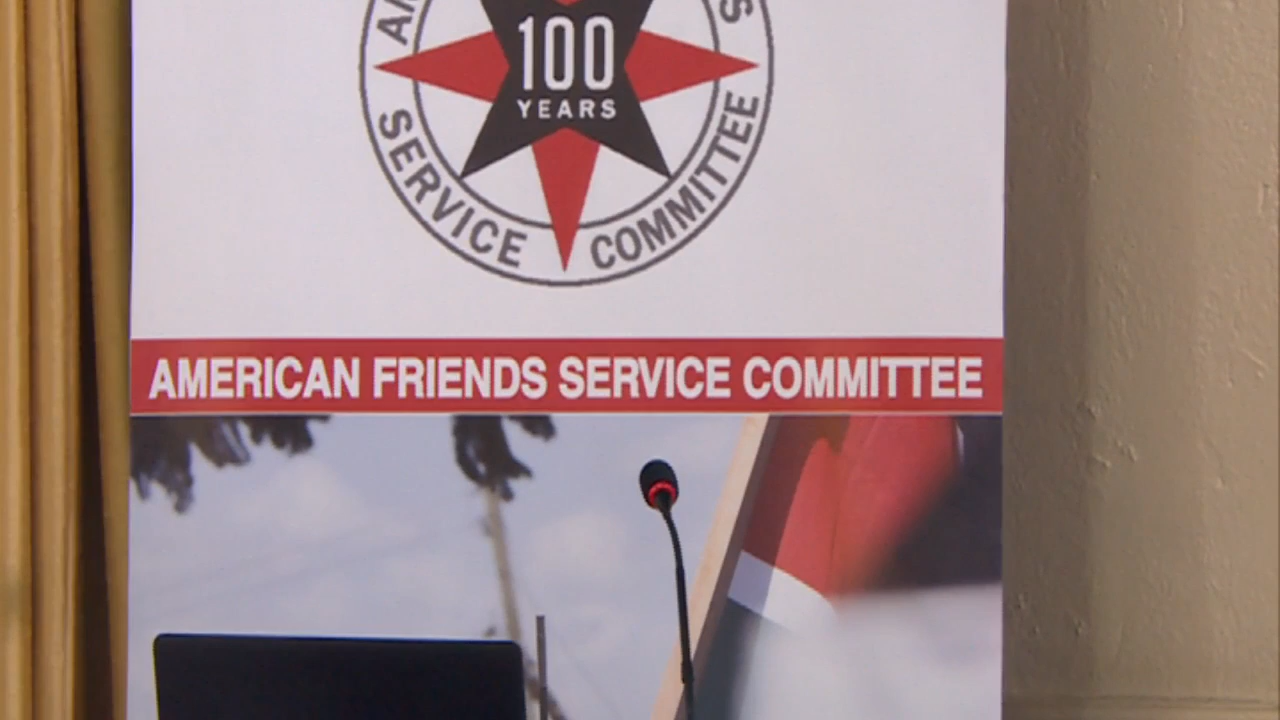 100
YEARS
SERVICE COMMITTEE
AMERICAN FRIENDS SERVICE COMMITTEE